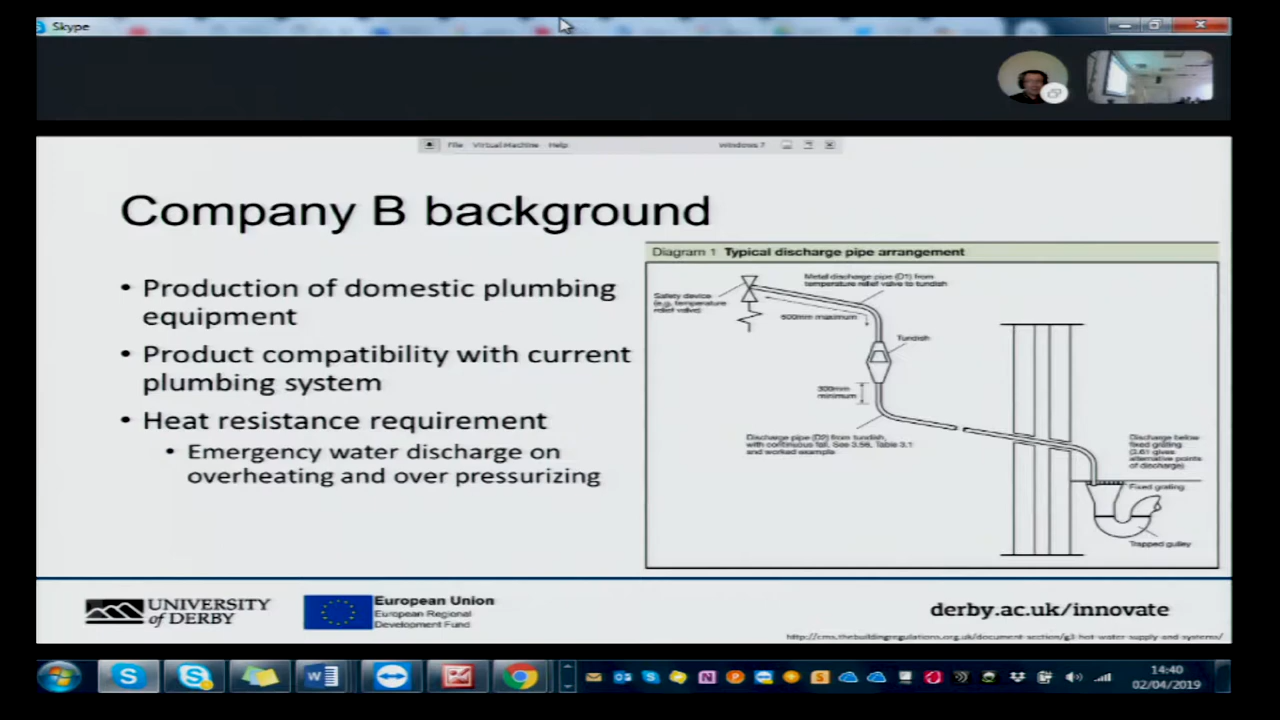 Skype
File Virtual Machine Help
Windows 7
Company B background
• Production of domestic plumbing
equipment
• Product compatibility with current
plumbing system
• Heat resistance requirement
• Emergency water discharge on
overheating and over pressurizing
Diagram 1 Typical discharge pipe arrangement
Safety device
(e.g. temperature
relief valve)
Metal discharge pipe (D1) from
temperature relief valve to tundish
600mm maximum
Tundish
300mm
minimum
Discharge pipe (D2) from tundish,
with continuous fall. See 3.56, Table 3.1
and worked example
Discharge below
fixed grating
(3.61 gives
alternative points
of discharge)
Fixed grating
Trapped gulley
UNIVERSITY
of DERBY
European Union
European Regional
Development Fund
derby.ac.uk/innovate
http://cms.thebuildingregulations.org.uk/document-section/g3-hot-water-supply-and-systems/
14:40
02/04/2019